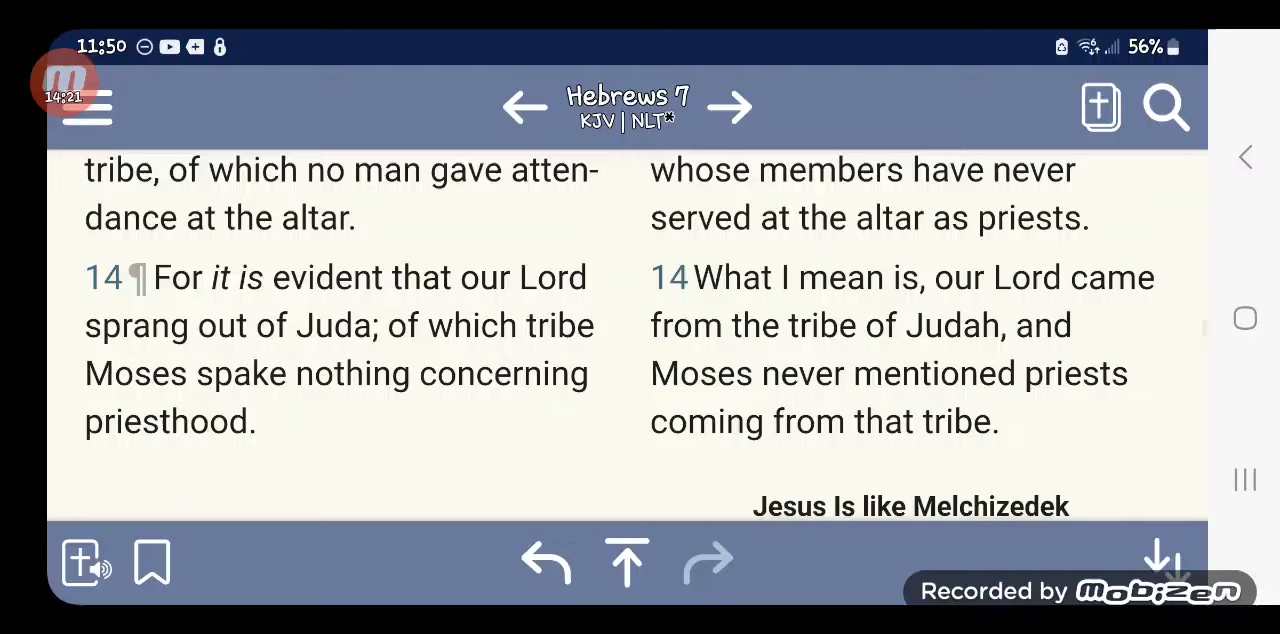 11:50
56%
14:21
Hebrews 7
KJV | NLT*
tribe, of which no man gave atten-
dance at the altar.
14 ¶ For it is evident that our Lord
sprang out of Juda; of which tribe
Moses spake nothing concerning
priesthood.
whose members have never
served at the altar as priests.
14 What I mean is, our Lord came
from the tribe of Judah, and
Moses never mentioned priests
coming from that tribe.
Jesus Is like Melchizedek
Recorded by Mobizen